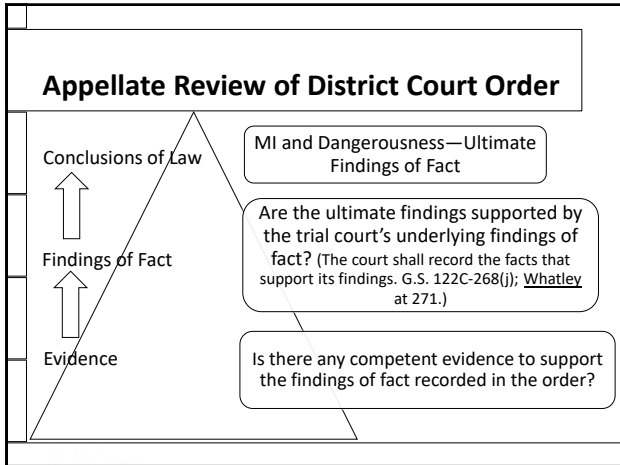 Appellate Review of District Court Order
Conclusions of Law
MI and Dangerousness—Ultimate
Findings of Fact
Findings of Fact
Are the ultimate findings supported by
the trial court's underlying findings of
fact? (The court shall record the facts that
support its findings. G.S. 122C-268(j); Whatley
at 271.)
Evidence
Is there any competent evidence to support
the findings of fact recorded in the order?